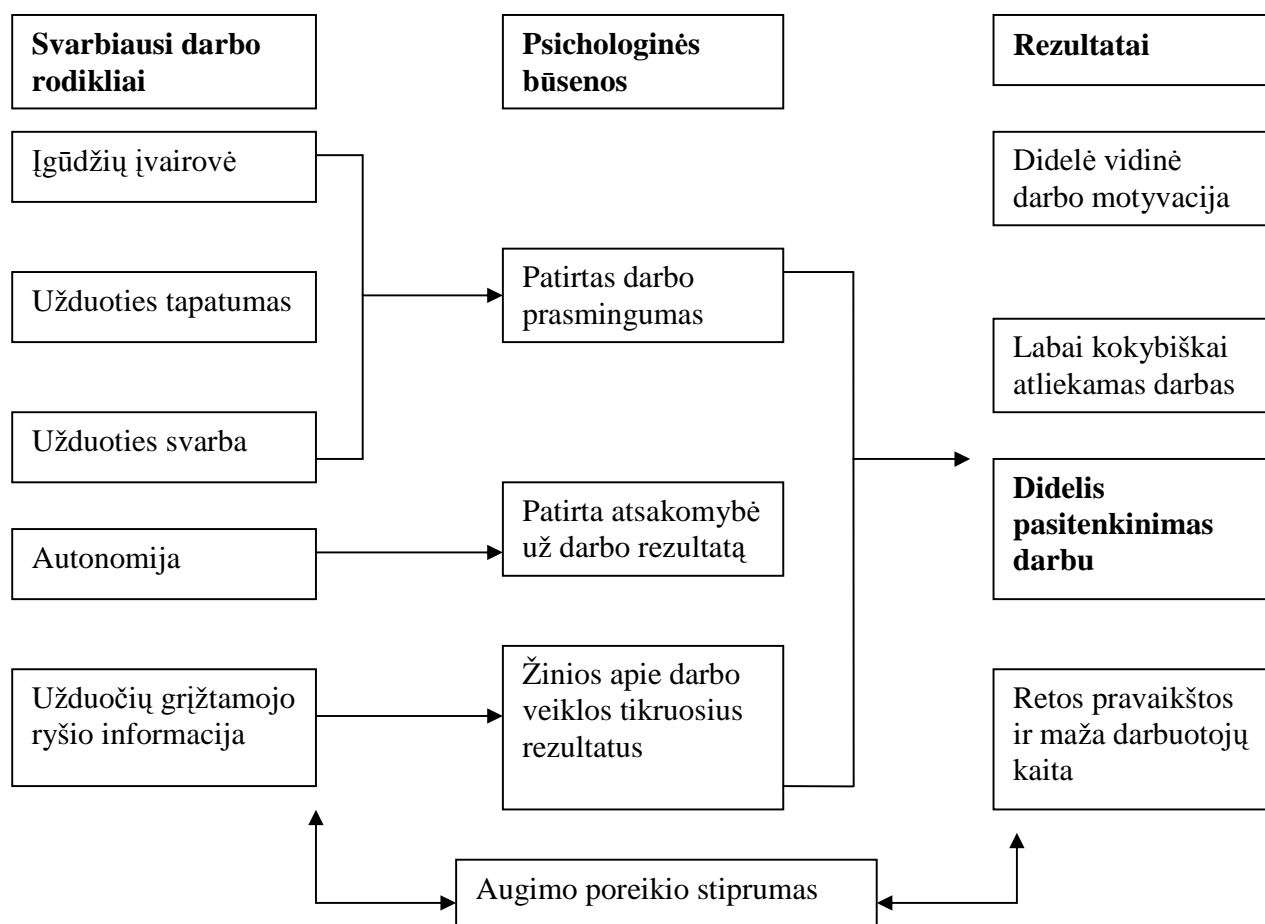 Svarbiausi darbo
rodikliai
Psichologinės
būsenos
Rezultatai
Įgūdžių įvairovė
Didelė vidinė
darbo motyvacija
Užduoties tapatumas
Patirtas darbo
prasmingumas
Labai kokybiškai
atliekamas darbas
Užduoties svarba
Didelis
pasitenkinimas
darbu
Autonomija
Patirta atsakomybė
už darbo rezultatą
Užduočių grįžtamojo
ryšio informacija
Žinios apie darbo
veiklos tikruosius
rezultatus
Retos pravaikštos
ir maža darbuotojų
kaita
Augimo poreikio stiprumas